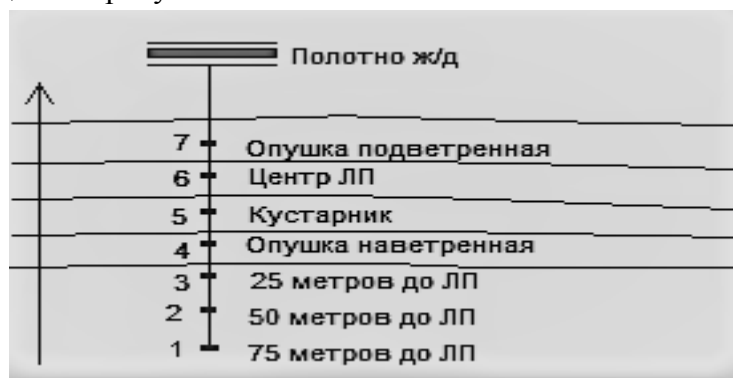 Полотно ж/д
7 Опушка подветренная
6 Центр ЛП
5 Кустарник
4 Опушка наветренная
3 25 метров до ЛП
2 50 метров до ЛП
1 75 метров до ЛП